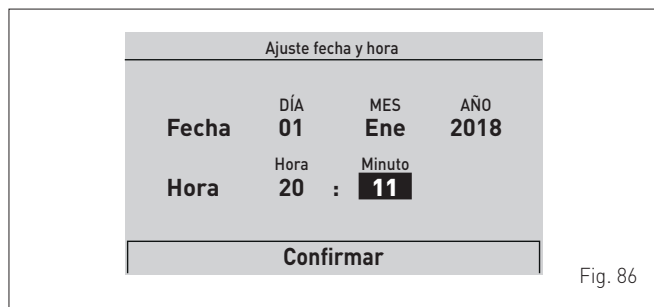 Ajuste fecha y hora
DÍA MES AÑO
Fecha 01 Ene 2018
Hora Minuto
Hora 20 : 11
Confirmar
Fig. 86